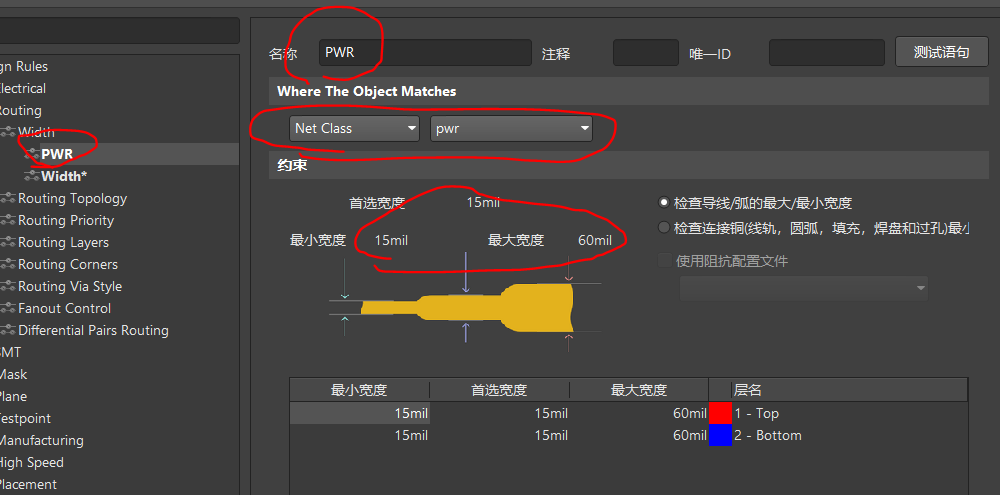 名称 PWR 注释 唯一ID 测试语句
gn Rules
Electrical
Where The Object Matches
Routing
Width
Net Class pwr
PWR
约束
Width*
Routing Topology
首选宽度 15mil
检查导线/弧的最大/最小宽度
Routing Priority
检查连接铜(线轨，圆弧，填充，焊盘和过孔)最小
Routing Layers
最小宽度 15mil 最大宽度 60mil
Routing Corners
使用阻抗配置文件
Routing Via Style
Fanout Control
Differential Pairs Routing
SMT
Mask
Plane
最小宽度 首选宽度 最大宽度 层名
Testpoint
15mil 15mil 60mil 1 - Top
Manufacturing
15mil 15mil 60mil 2 - Bottom
High Speed
Placement